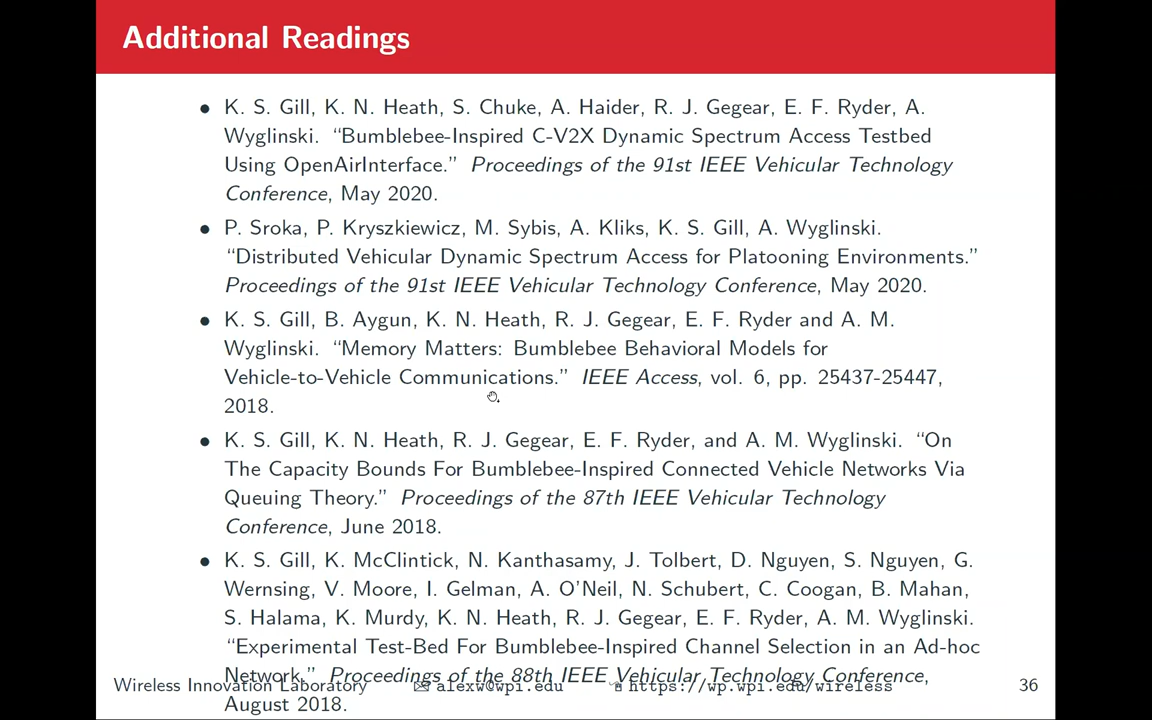 Additional Readings
• K. S. Gill, K. N. Heath, S. Chuke, A. Haider, R. J. Gegear, E. F. Ryder, A.
Wyglinski. “Bumblebee-Inspired C-V2X Dynamic Spectrum Access Testbed
Using OpenAirInterface.” Proceedings of the 91st IEEE Vehicular Technology
Conference, May 2020.
• P. Sroka, P. Kryszkiewicz, M. Sybis, A. Kliks, K. S. Gill, A. Wyglinski.
“Distributed Vehicular Dynamic Spectrum Access for Platooning Environments.”
Proceedings of the 91st IEEE Vehicular Technology Conference, May 2020.
• K. S. Gill, B. Aygun, K. N. Heath, R. J. Gegear, E. F. Ryder and A. M.
Wyglinski. “Memory Matters: Bumblebee Behavioral Models for
Vehicle-to-Vehicle Communications.” IEEE Access, vol. 6, pp. 25437-25447,
2018.
• K. S. Gill, K. N. Heath, R. J. Gegear, E. F. Ryder, and A. M. Wyglinski. “On
The Capacity Bounds For Bumblebee-Inspired Connected Vehicle Networks Via
Queuing Theory.” Proceedings of the 87th IEEE Vehicular Technology
Conference, June 2018.
• K. S. Gill, K. McClintick, N. Kanthasamy, J. Tolbert, D. Nguyen, S. Nguyen, G.
Wernsing, V. Moore, I. Gelman, A. O’Neil, N. Schubert, C. Coogan, B. Mahan,
S. Halama, K. Murdy, K. N. Heath, R. J. Gegear, E. F. Ryder, A. M. Wyglinski.
“Experimental Test-Bed For Bumblebee-Inspired Channel Selection in an Ad-hoc
Network.” Proceedings of the 88th IEEE Vehicular Technology Conference,
August 2018.
Wireless Innovation Laboratory alexw@wpi.edu https://wp.wpi.edu/wireless 36